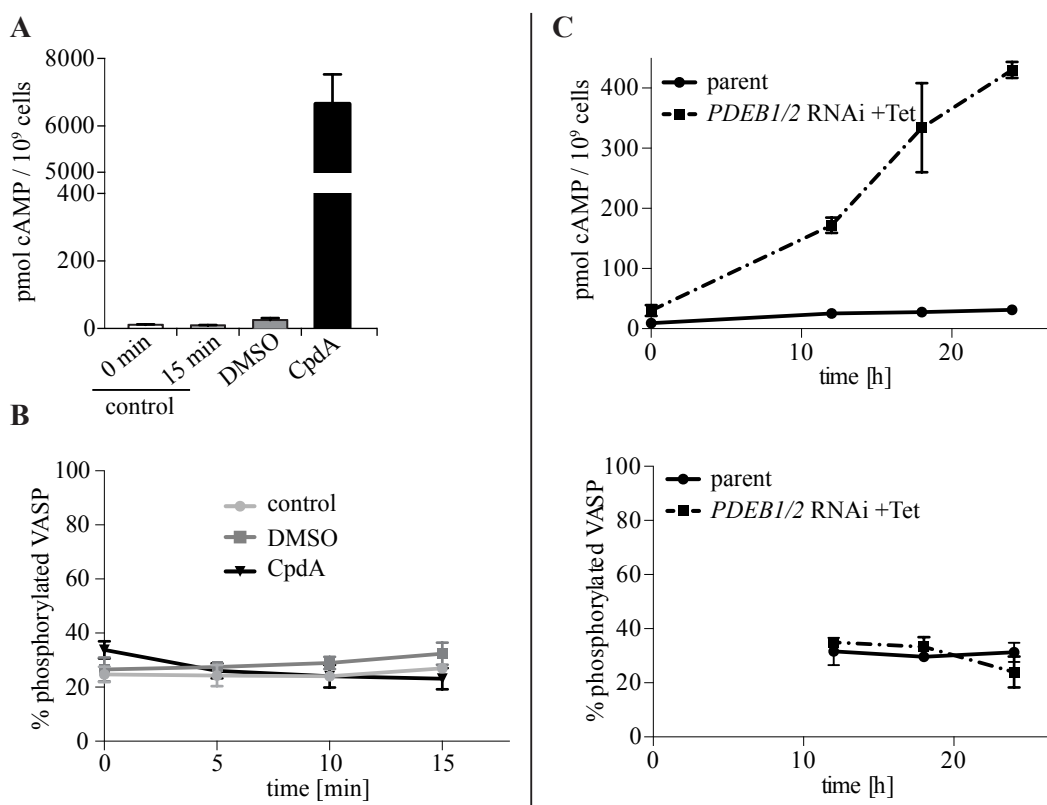 A
8000
6000
5000
400
200
0
pmol cAMP / 10⁹ cells
0 min
15 min
DMSO
CpdA
control
B
100
80
60
40
20
0
% phosphorylated VASP
control
DMSO
CpdA
0 5 10 15
time [min]
C
parent
PDEB1/2 RNAi +Tet
400
300
200
100
0
pmol cAMP / 10⁹ cells
0 10 20
time [h]
parent
PDEB1/2 RNAi +Tet
100
80
60
40
20
0
% phosphorylated VASP
0 10 20
time [h]